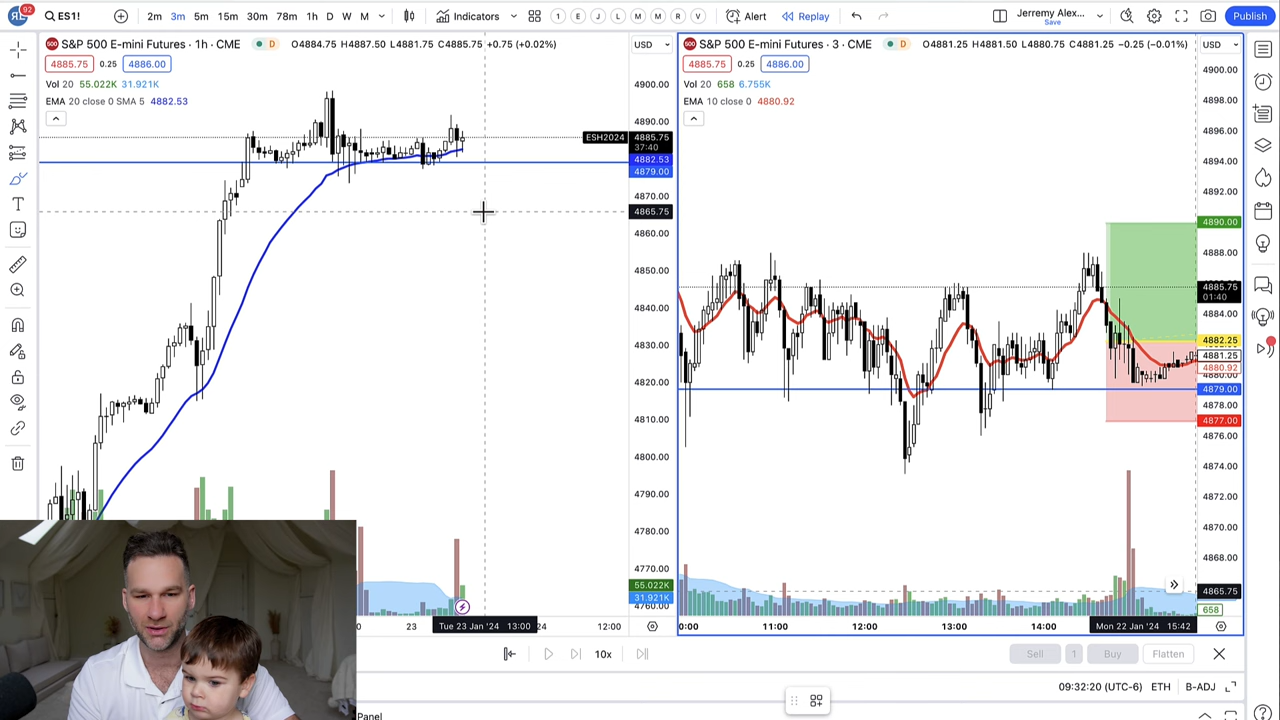 92 ES1! 2m 3m 5m 15m 30m 78m 1h D W M Indicators 1 E J L M M R V Alert Replay Jerremy Alex... Save Publish
S&P 500 E-mini Futures · 1h · CME D O4884.75 H4887.50 L4881.75 C4885.75 +0.75 (+0.02%) USD
4885.75 0.25 4886.00
Vol 20 55.022K 31.921K
EMA 20 close 0 SMA 5 4882.53
4900.00
4890.00
ESH2024 4885.75
37:40
4882.53
4879.00
4870.00
4865.75
4860.00
4850.00
4840.00
4830.00
4820.00
4810.00
4800.00
4790.00
4780.00
4770.00
55.022K
31.921K
4760.00
23 Tue 23 Jan '24 13:00 24 12:00
S&P 500 E-mini Futures · 3 · CME D O4881.25 H4881.50 L4880.75 C4881.25 −0.25 (−0.01%) USD
4885.75 0.25 4886.00
Vol 20 658 6.755K
EMA 10 close 0 4880.92
4900.00
4898.00
4896.00
4894.00
4892.00
4890.00
4888.00
4885.75
01:40
4884.00
4882.25
4881.25
4880.92
4880.00
4879.00
4878.00
4877.00
4876.00
4874.00
4872.00
4870.00
4868.00
4865.75
658
0:00 11:00 12:00 13:00 14:00 Mon 22 Jan '24 15:42
10x Sell 1 Buy Flatten
09:32:20 (UTC-6) ETH B-ADJ
Panel